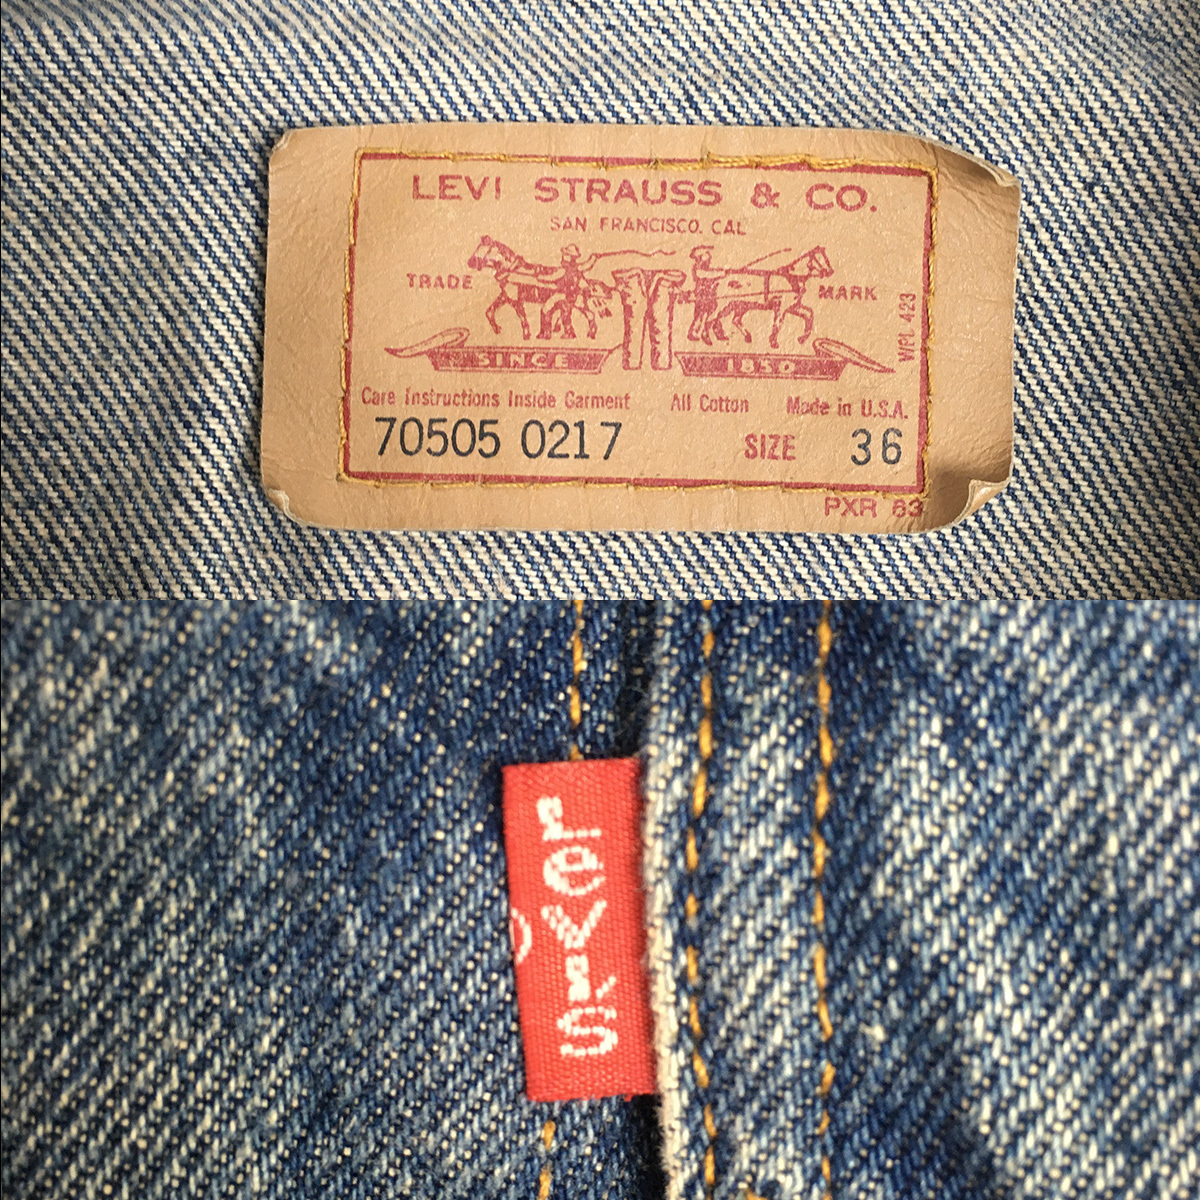 LEVI STRAUSS & CO.
SAN FRANCISCO. CAL
TRADE MARK
WPL 423
SINCE 1850
Care Instructions Inside Garment All Cotton Made in U.S.A.
70505 0217 SIZE 36
PXR 63
Levi's